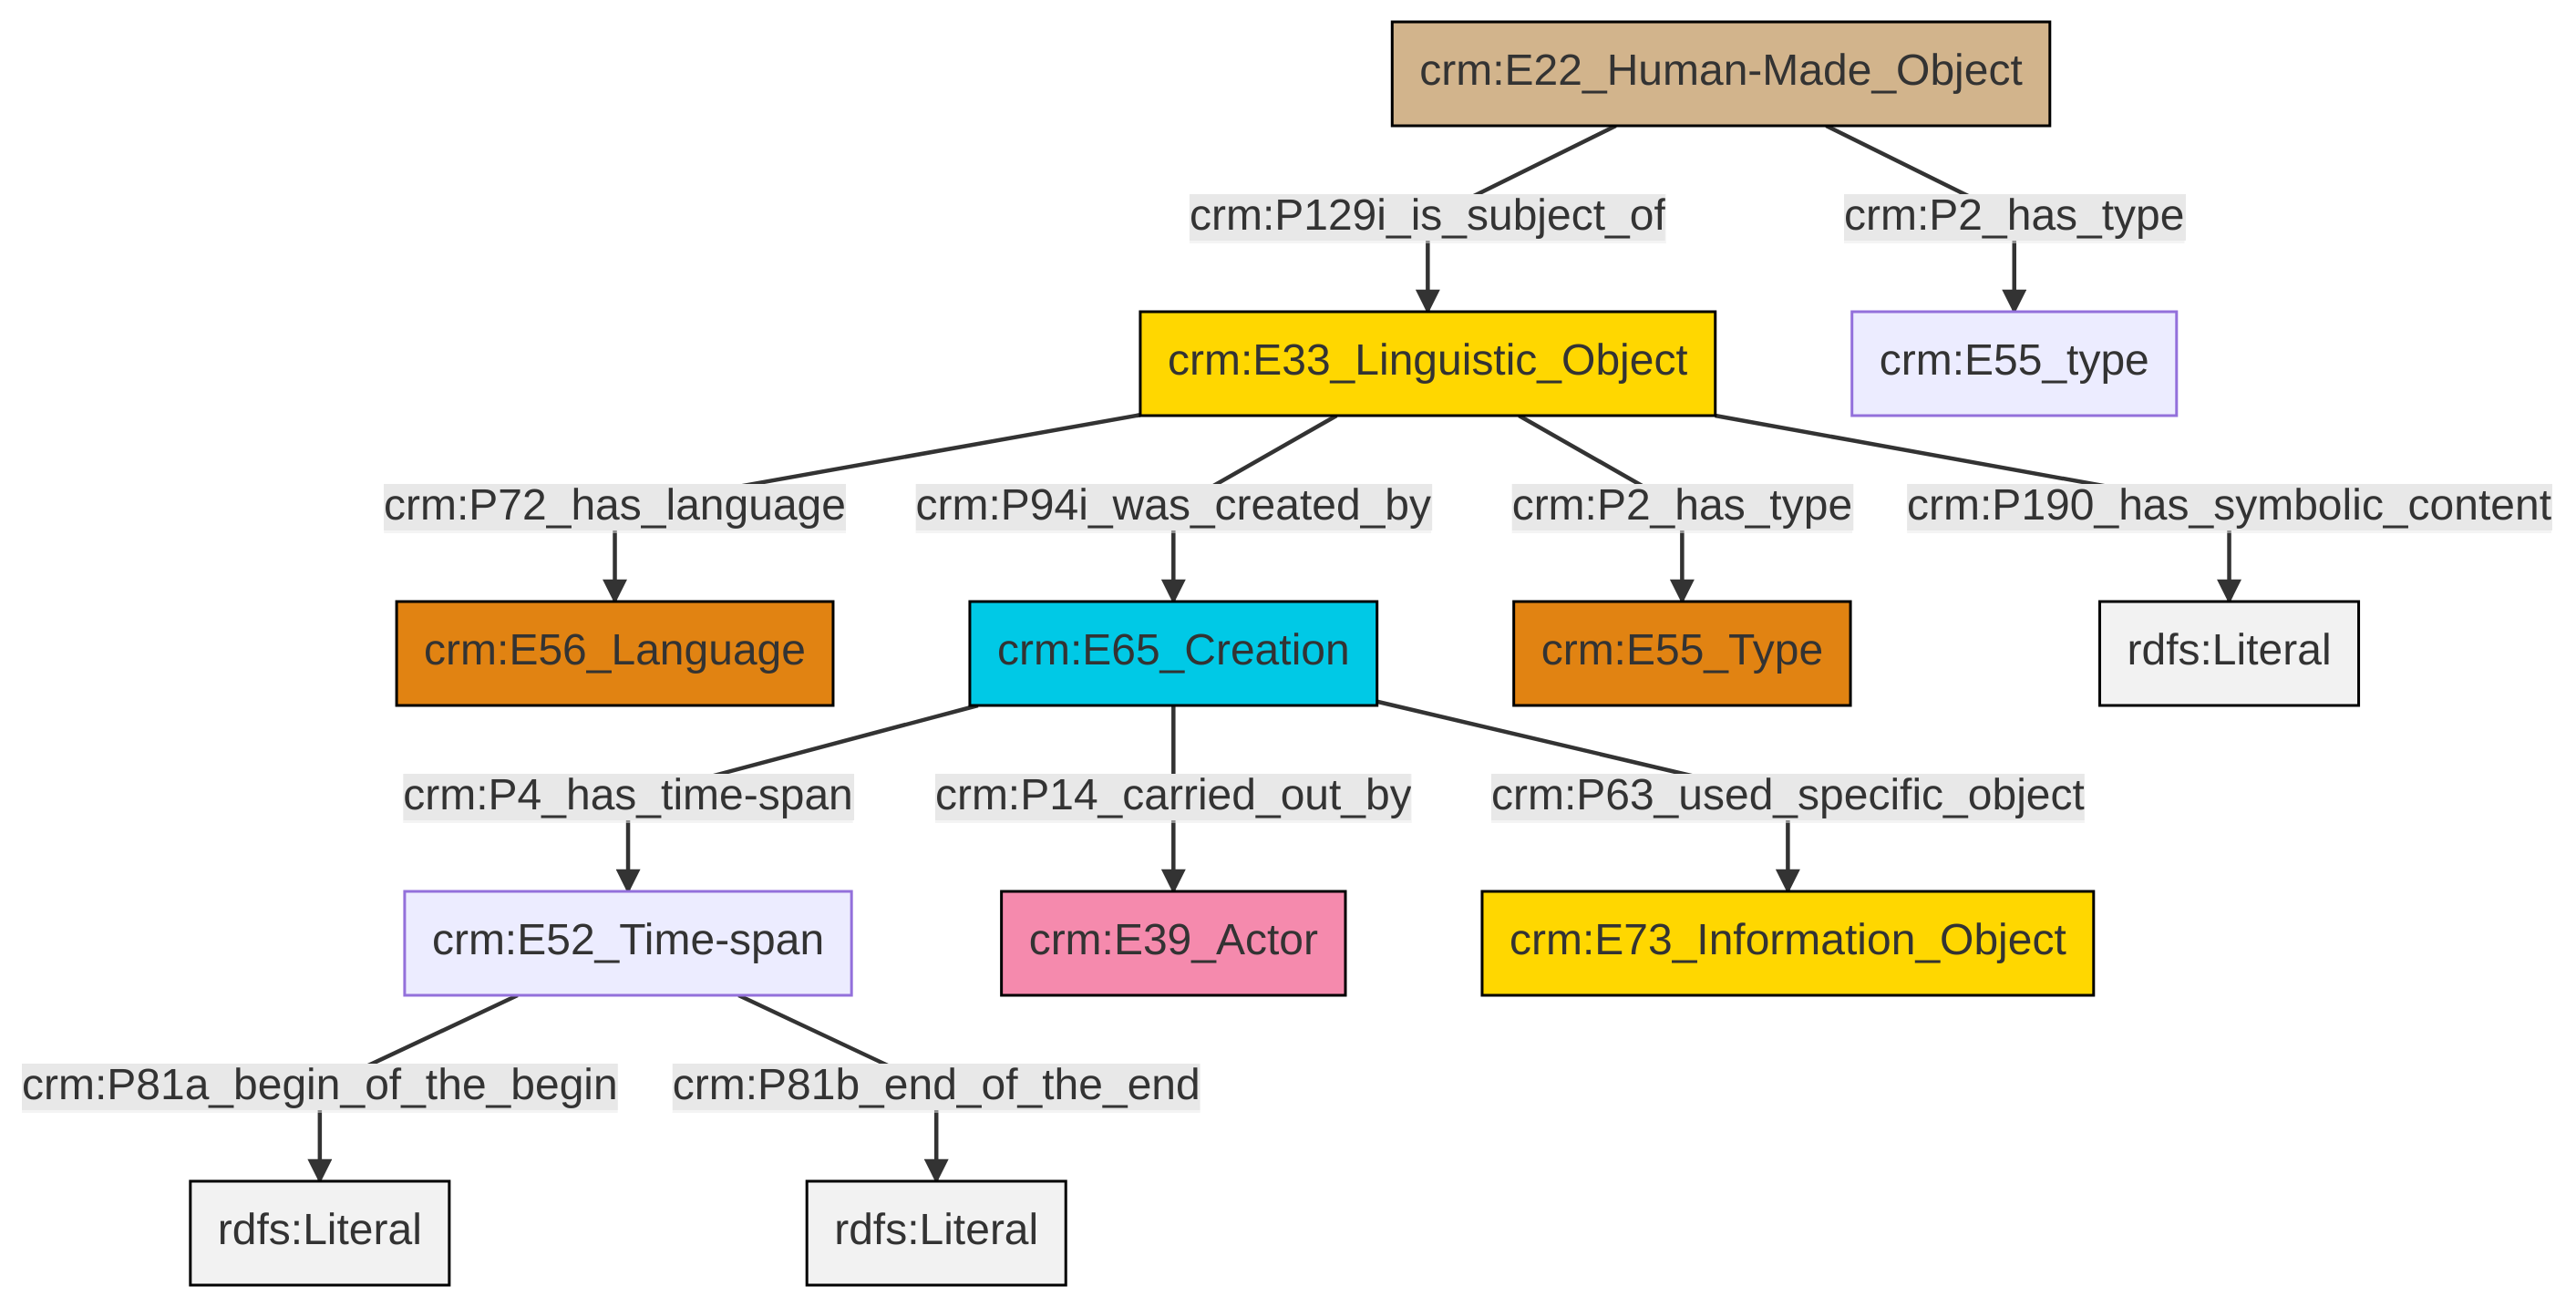 crm:E22_Human-Made_Object
crm:P129i_is_subject_of
crm:P2_has_type
crm:E33_Linguistic_Object
crm:E55_type
crm:P72_has_language
crm:P94i_was_created_by
crm:P2_has_type
crm:P190_has_symbolic_content
crm:E56_Language
crm:E65_Creation
crm:E55_Type
rdfs:Literal
crm:P4_has_time-span
crm:P14_carried_out_by
crm:P63_used_specific_object
crm:E52_Time-span
crm:E39_Actor
crm:E73_Information_Object
crm:P81a_begin_of_the_begin
crm:P81b_end_of_the_end
rdfs:Literal
rdfs:Literal